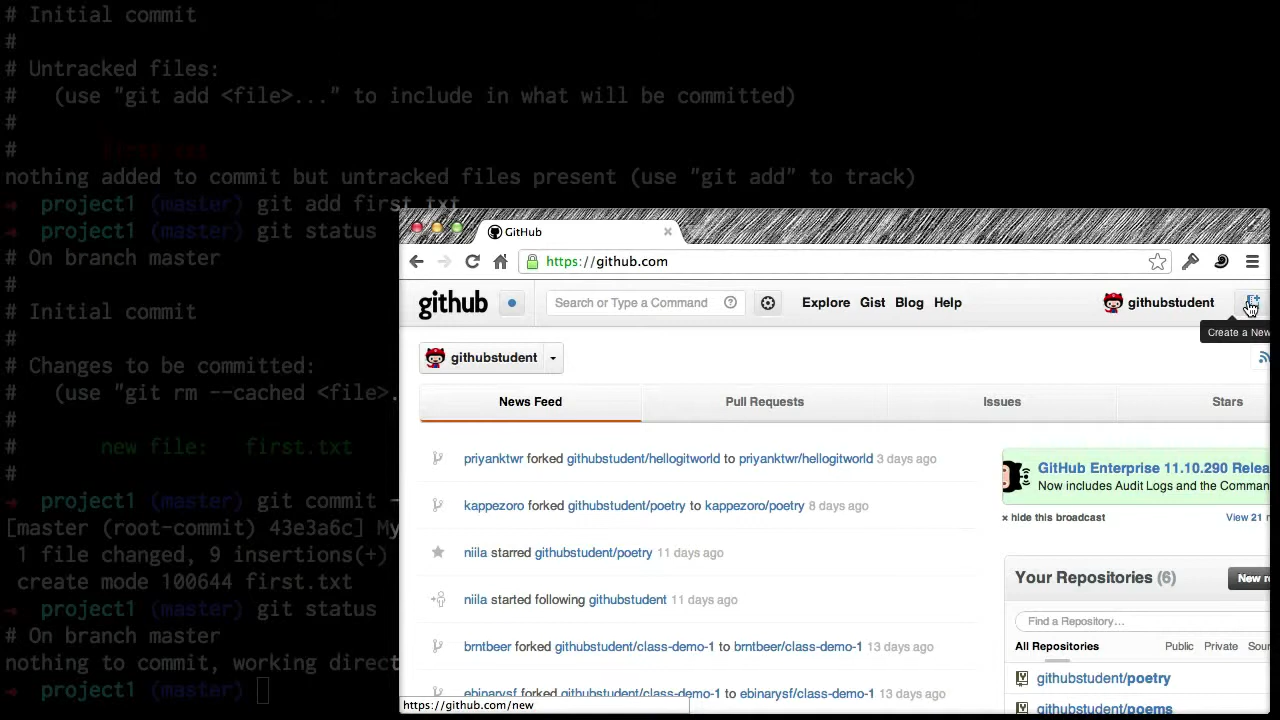 # Initial commit
#
# Untracked files:
#   (use "git add <file>..." to include in what will be committed)
#
#       first.txt
nothing added to commit but untracked files present (use "git add" to track)
→  project1 (master) git add first.txt
→  project1 (master) git status
# On branch master
#
# Initial commit
#
# Changes to be committed:
#   (use "git rm --cached <file>.
#
#       new file:   first.txt
#
→  project1 (master) git commit -
[master (root-commit) 43e3a6c] My
1 file changed, 9 insertions(+)
create mode 100644 first.txt
→  project1 (master) git status
# On branch master
nothing to commit, working direct
→  project1 (master)
GitHub
https://github.com
github Search or Type a Command Explore Gist Blog Help githubstudent
Create a New
githubstudent
News Feed Pull Requests Issues Stars
priyanktwr forked githubstudent/hellogitworld to priyanktwr/hellogitworld 3 days ago
kappezoro forked githubstudent/poetry to kappezoro/poetry 8 days ago
niila starred githubstudent/poetry 11 days ago
niila started following githubstudent 11 days ago
brntbeer forked githubstudent/class-demo-1 to brntbeer/class-demo-1 13 days ago
ebinarysf forked githubstudent/class-demo-1 to ebinarysf/class-demo-1 13 days ago
https://github.com/new
GitHub Enterprise 11.10.290 Relea
Now includes Audit Logs and the Comman
× hide this broadcast View 21
Your Repositories (6) New re
Find a Repository...
All Repositories Public Private Sour
githubstudent/poetry
githubstudent/poems